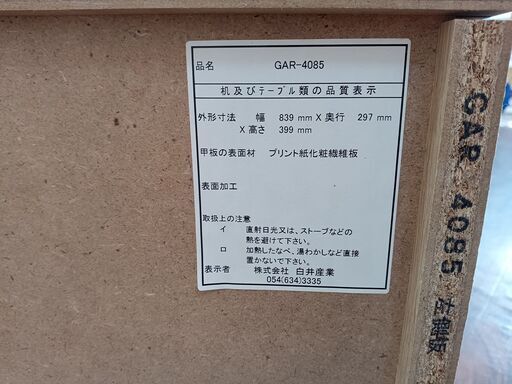 品名 GAR-4085
机及びテーブル類の品質表示
外形寸法 幅 839 mm X 奥行 297 mm
X 高さ 399 mm
甲板の表面材 プリント紙化粧繊維板
表面加工
取扱上の注意
イ 直射日光又は、ストーブなどの
熱を避けて下さい。
ロ 加熱したなべ、湯わかしなど直接
置かないで下さい。
表示者 株式会社 白井産業
054(634)3335
GAR 4085 左側板